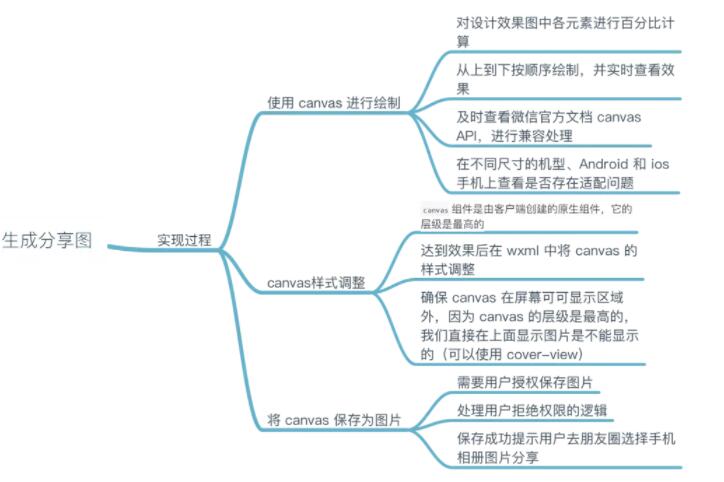 生成分享图
实现过程
使用 canvas 进行绘制
对设计效果图中各元素进行百分比计
算
从上到下按顺序绘制，并实时查看效
果
及时查看微信官方文档 canvas
API，进行兼容处理
在不同尺寸的机型、Android 和 ios
手机上查看是否存在适配问题
canvas样式调整
canvas 组件是由客户端创建的原生组件，它的
层级是最高的
达到效果后在 wxml 中将 canvas 的
样式调整
确保 canvas 在屏幕可可显示区域
外，因为 canvas 的层级是最高的，
我们直接在上面显示图片是不能显示
的（可以使用 cover-view）
将 canvas 保存为图片
需要用户授权保存图片
处理用户拒绝权限的逻辑
保存成功提示用户去朋友圈选择手机
相册图片分享